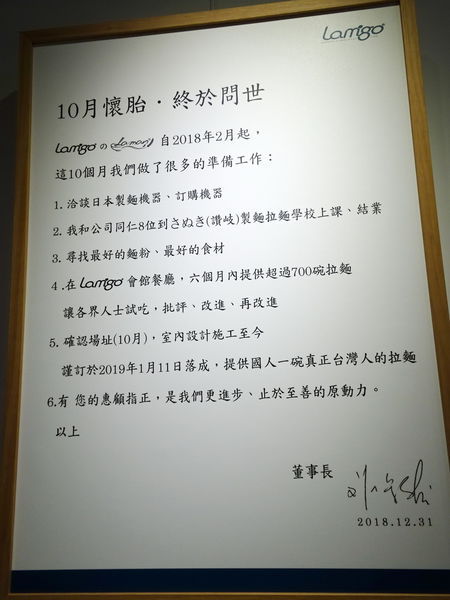 Lamigo
10月懷胎·終於問世
Lamigo の Lamen 自2018年2月起，
這10個月我們做了很多的準備工作：
1. 洽談日本製麵機器、訂購機器
2. 我和公司同仁8位到さぬき(讚岐)製麵拉麵學校上課、結業
3. 尋找最好的麵粉、最好的食材
4.在 Lamigo 會館餐廳，六個月內提供超過700碗拉麵
讓各界人士試吃，批評、改進、再改進
5. 確認場址(10月)，室內設計施工至今
謹訂於2019年1月11日落成，提供國人一碗真正台灣人的拉麵
6.有 您的惠顧指正，是我們更進步、止於至善的原動力。
以上
董事長
2018.12.31